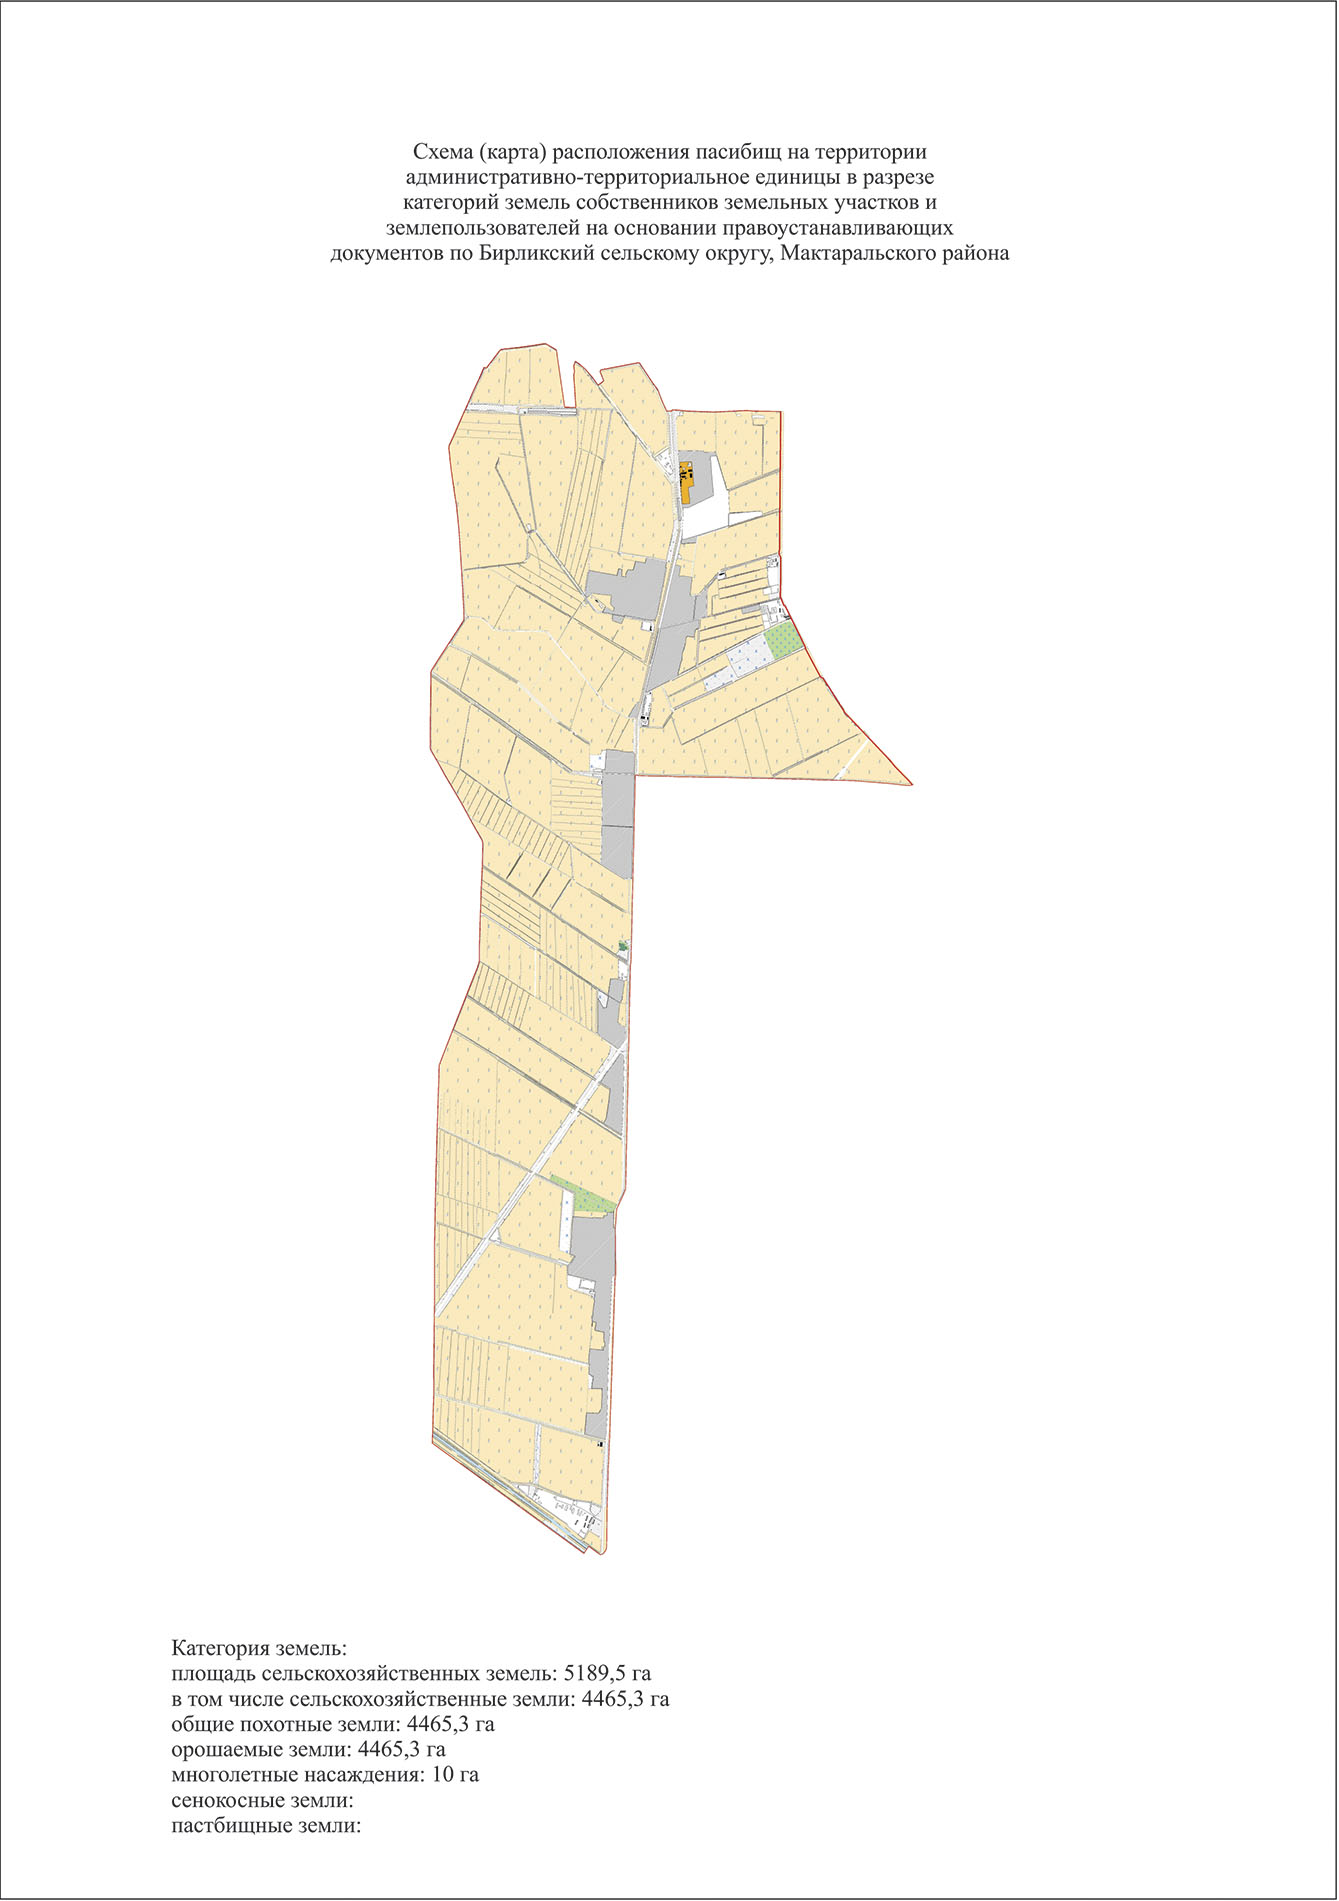 Схема (карта) расположения пасибищ на территории
административно-территориальное единицы в разрезе
категорий земель собственников земельных участков и
землепользователей на основании правоустанавливающих
документов по Бирликский сельскому округу, Мактаральского района
Категория земель:
площадь сельскохозяйственных земель: 5189,5 га
в том числе сельскохозяйственные земли: 4465,3 га
общие похотные земли: 4465,3 га
орошаемые земли: 4465,3 га
многолетные насаждения: 10 га
сенокосные земли:
пастбищные земли: